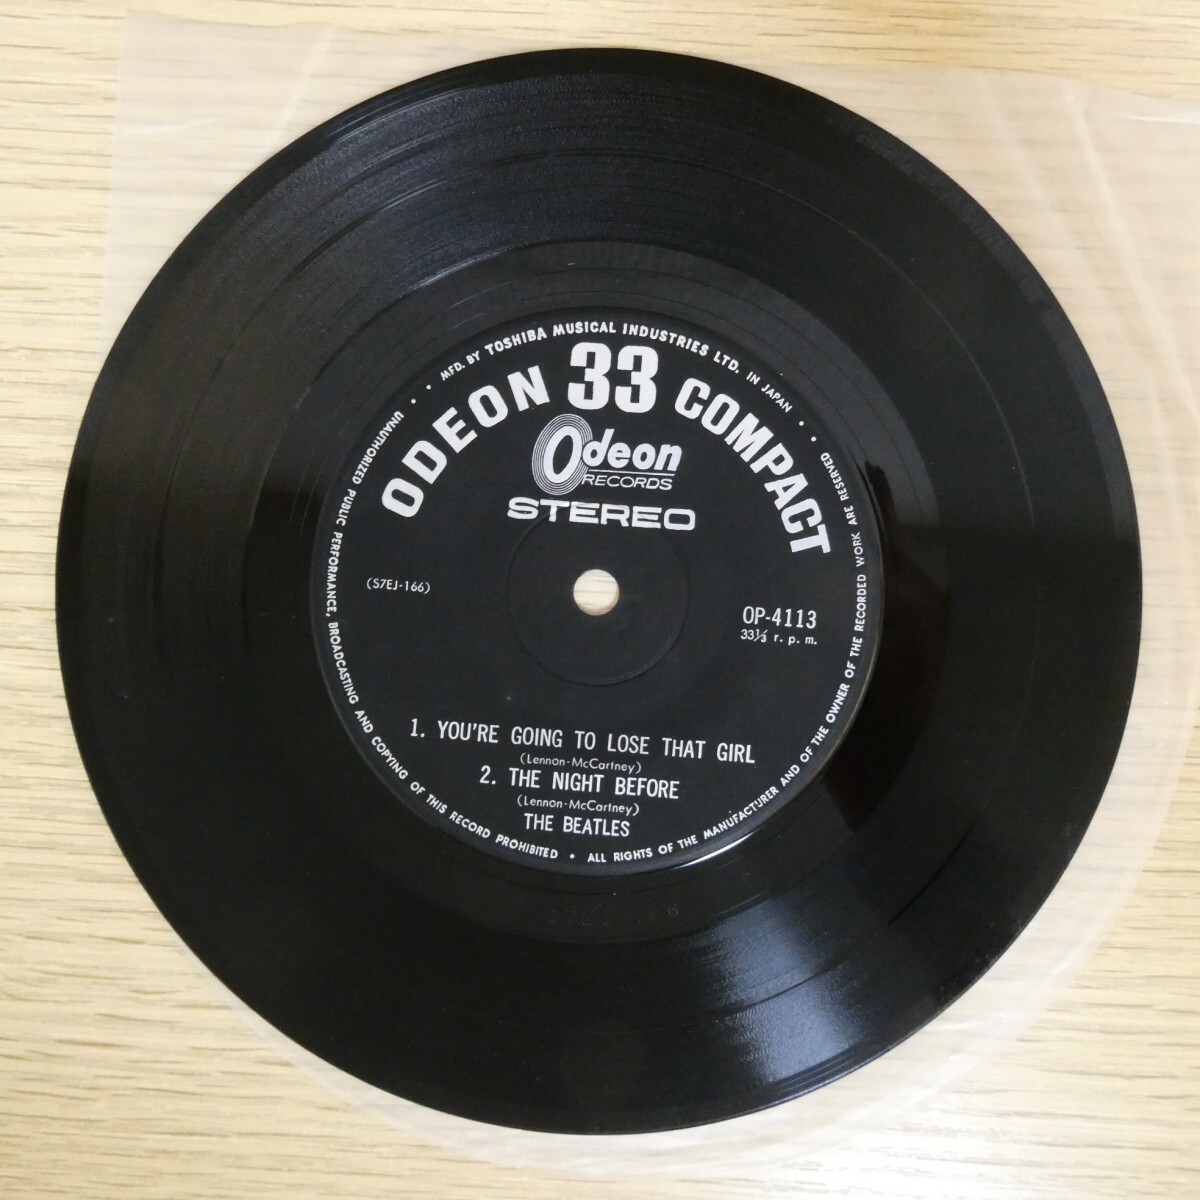 MFD. BY TOSHIBA MUSICAL INDUSTRIES LTD. IN JAPAN
ODEON 33 COMPACT
Odeon
RECORDS
STEREO
(S7EJ-166)
OP-4113
33⅓ r. p. m.
1. YOU'RE GOING TO LOSE THAT GIRL
(Lennon-McCartney)
2. THE NIGHT BEFORE
(Lennon-McCartney)
THE BEATLES
UNAUTHORIZED PUBLIC PERFORMANCE, BROADCASTING AND COPYING OF THIS RECORD PROHIBITED • ALL RIGHTS OF THE MANUFACTURER AND OF THE OWNER OF THE RECORDED WORK ARE RESERVED